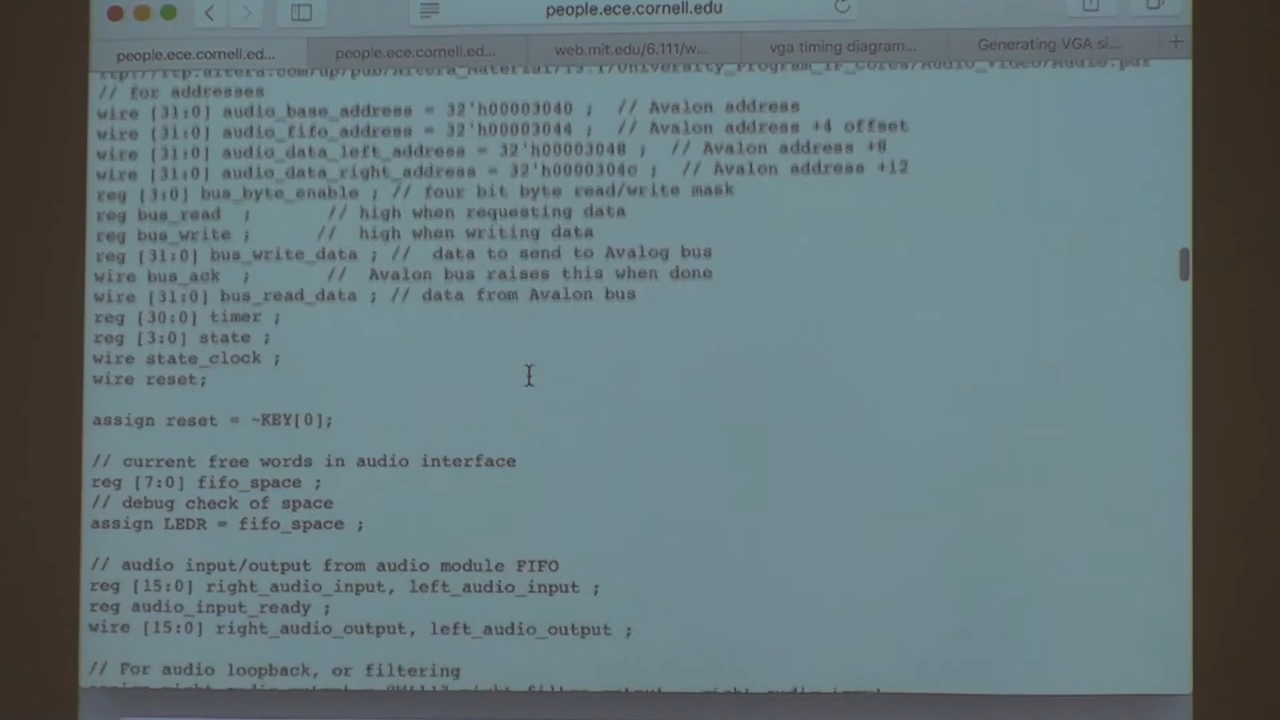 people.ece.cornell.edu
people.ece.cornell.ed...
people.ece.cornell.ed...
web.mit.edu/6.111/w...
vga timing diagram...
Generating VGA si...
// for addresses
wire [31:0] audio_base_address = 32'h00003040 ;  // Avalon address
wire [31:0] audio_fifo_address = 32'h00003044 ;  // Avalon address +4 offset
wire [31:0] audio_data_left_address = 32'h00003048 ;  // Avalon address +8
wire [31:0] audio_data_right_address = 32'h0000304c ;  // Avalon address +12
reg [3:0] bus_byte_enable ; // four bit byte read/write mask
reg bus_read  ;       // high when requesting data
reg bus_write ;      //  high when writing data
reg [31:0] bus_write_data ; //  data to send to Avalog bus
wire bus_ack  ;     //  Avalon bus raises this when done
wire [31:0] bus_read_data ; // data from Avalon bus
reg [30:0] timer ;
reg [3:0] state ;
wire state_clock ;
wire reset;
assign reset = ~KEY[0];
// current free words in audio interface
reg [7:0] fifo_space ;
// debug check of space
assign LEDR = fifo_space ;
// audio input/output from audio module FIFO
reg [15:0] right_audio_input, left_audio_input ;
reg audio_input_ready ;
wire [15:0] right_audio_output, left_audio_output ;
// For audio loopback, or filtering